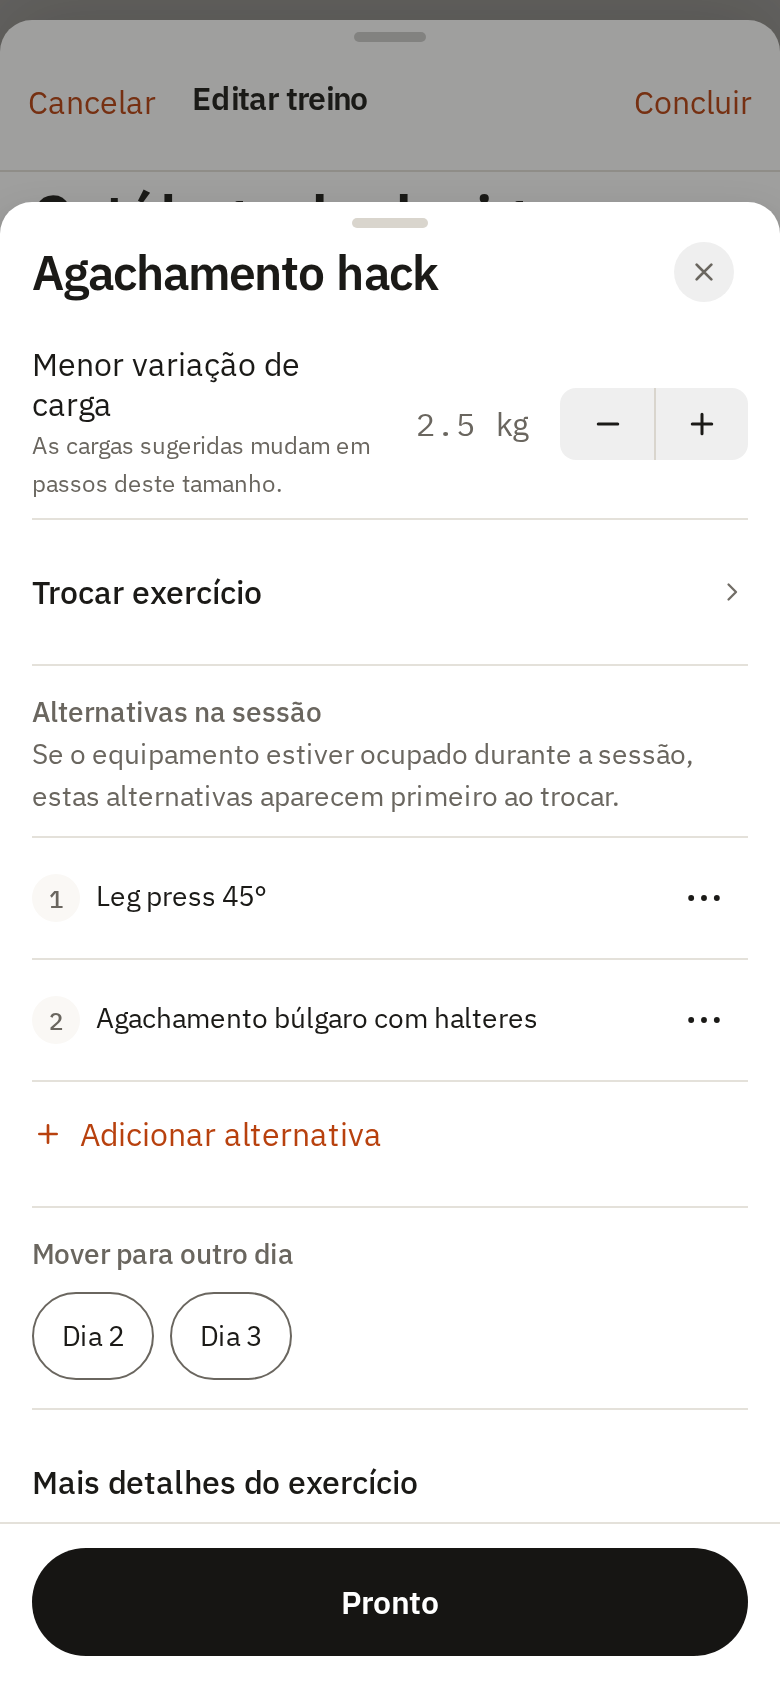 Cancelar
Editar treino
Concluir
Agachamento hack
Menor variação de
carga
As cargas sugeridas mudam em
passos deste tamanho.
2.5 kg
Trocar exercício
Alternativas na sessão
Se o equipamento estiver ocupado durante a sessão,
estas alternativas aparecem primeiro ao trocar.
1 Leg press 45°
2 Agachamento búlgaro com halteres
+ Adicionar alternativa
Mover para outro dia
Dia 2
Dia 3
Mais detalhes do exercício
Pronto